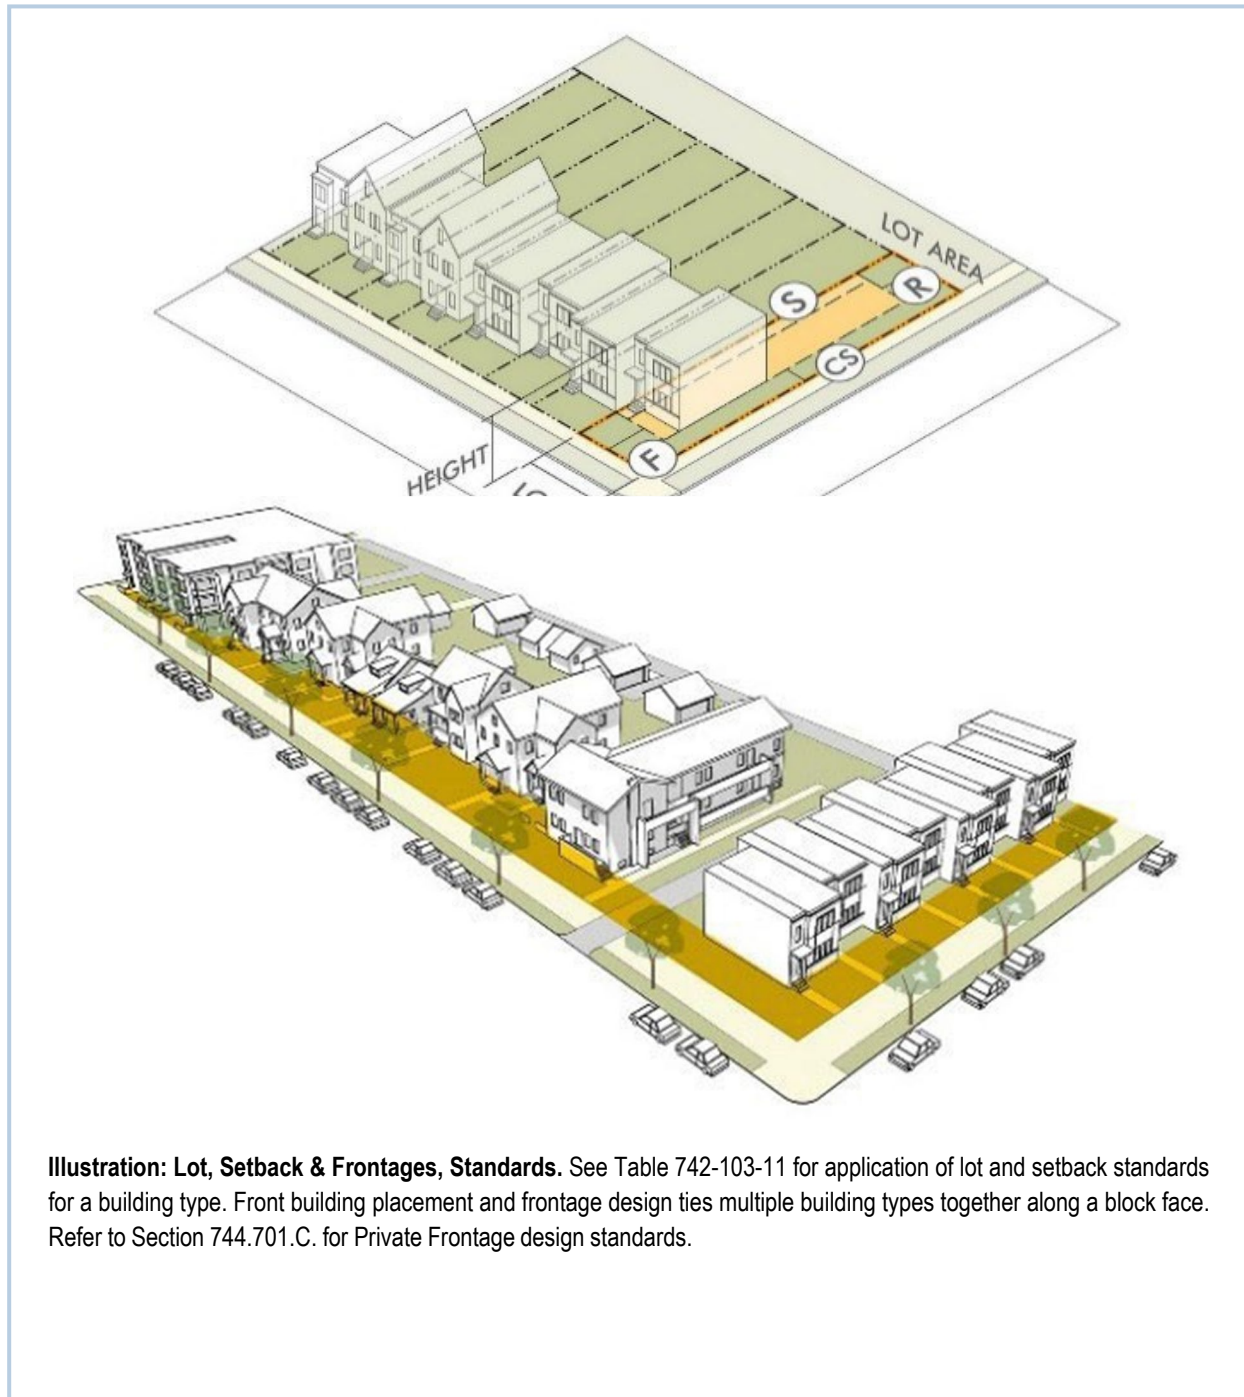 LOT AREA
S
R
CS
F
HEIGHT
Illustration: Lot, Setback & Frontages, Standards. See Table 742-103-11 for application of lot and setback standards
for a building type. Front building placement and frontage design ties multiple building types together along a block face.
Refer to Section 744.701.C. for Private Frontage design standards.